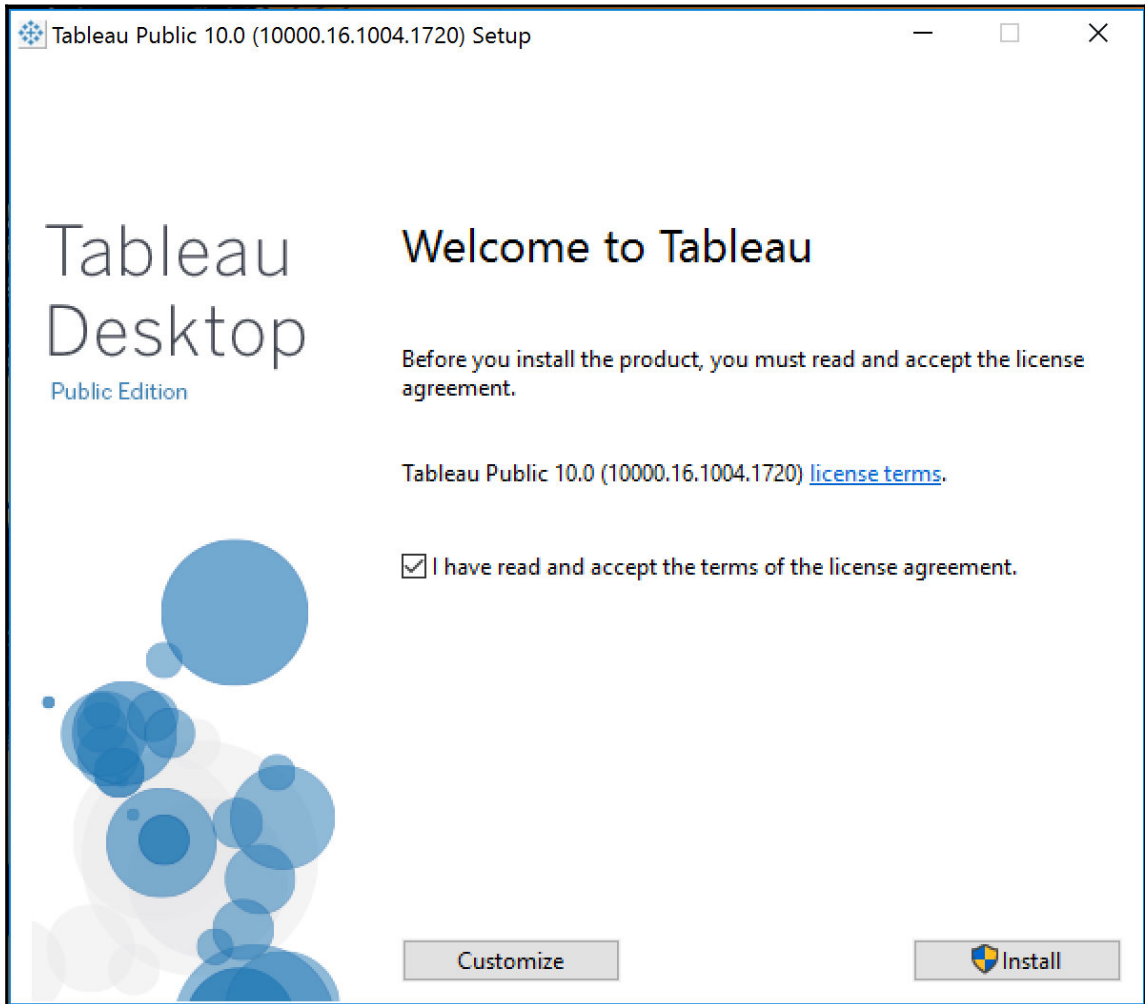 Tableau Public 10.0 (10000.16.1004.1720) Setup
Tableau
Desktop
Public Edition
Welcome to Tableau
Before you install the product, you must read and accept the license
agreement.
Tableau Public 10.0 (10000.16.1004.1720) license terms.
I have read and accept the terms of the license agreement.
Customize
Install